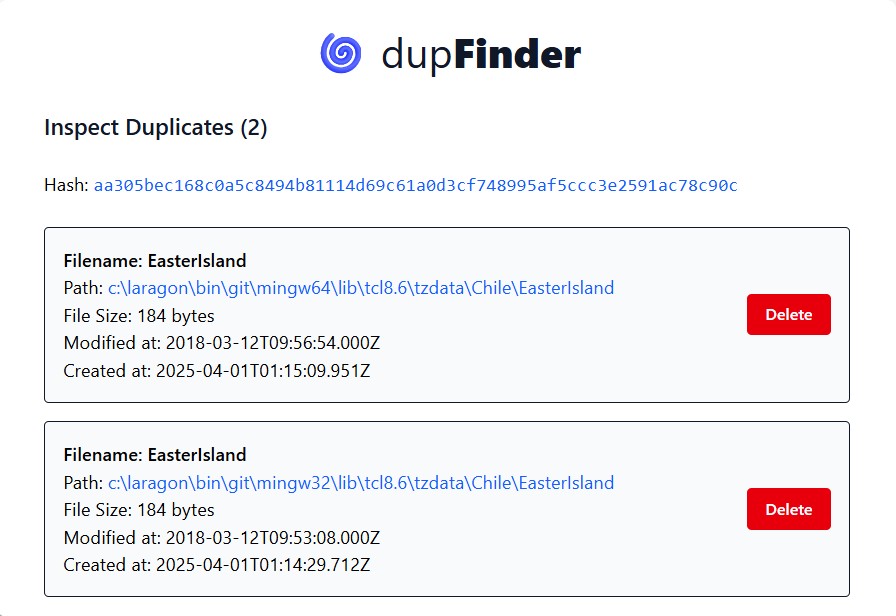 dupFinder
Inspect Duplicates (2)
Hash: aa305bec168c0a5c8494b81114d69c61a0d3cf748995af5ccc3e2591ac78c90c
Filename: EasterIsland
Path: c:\laragon\bin\git\mingw64\lib\tcl8.6\tzdata\Chile\EasterIsland
File Size: 184 bytes
Modified at: 2018-03-12T09:56:54.000Z
Created at: 2025-04-01T01:15:09.951Z
Delete
Filename: EasterIsland
Path: c:\laragon\bin\git\mingw32\lib\tcl8.6\tzdata\Chile\EasterIsland
File Size: 184 bytes
Modified at: 2018-03-12T09:53:08.000Z
Created at: 2025-04-01T01:14:29.712Z
Delete